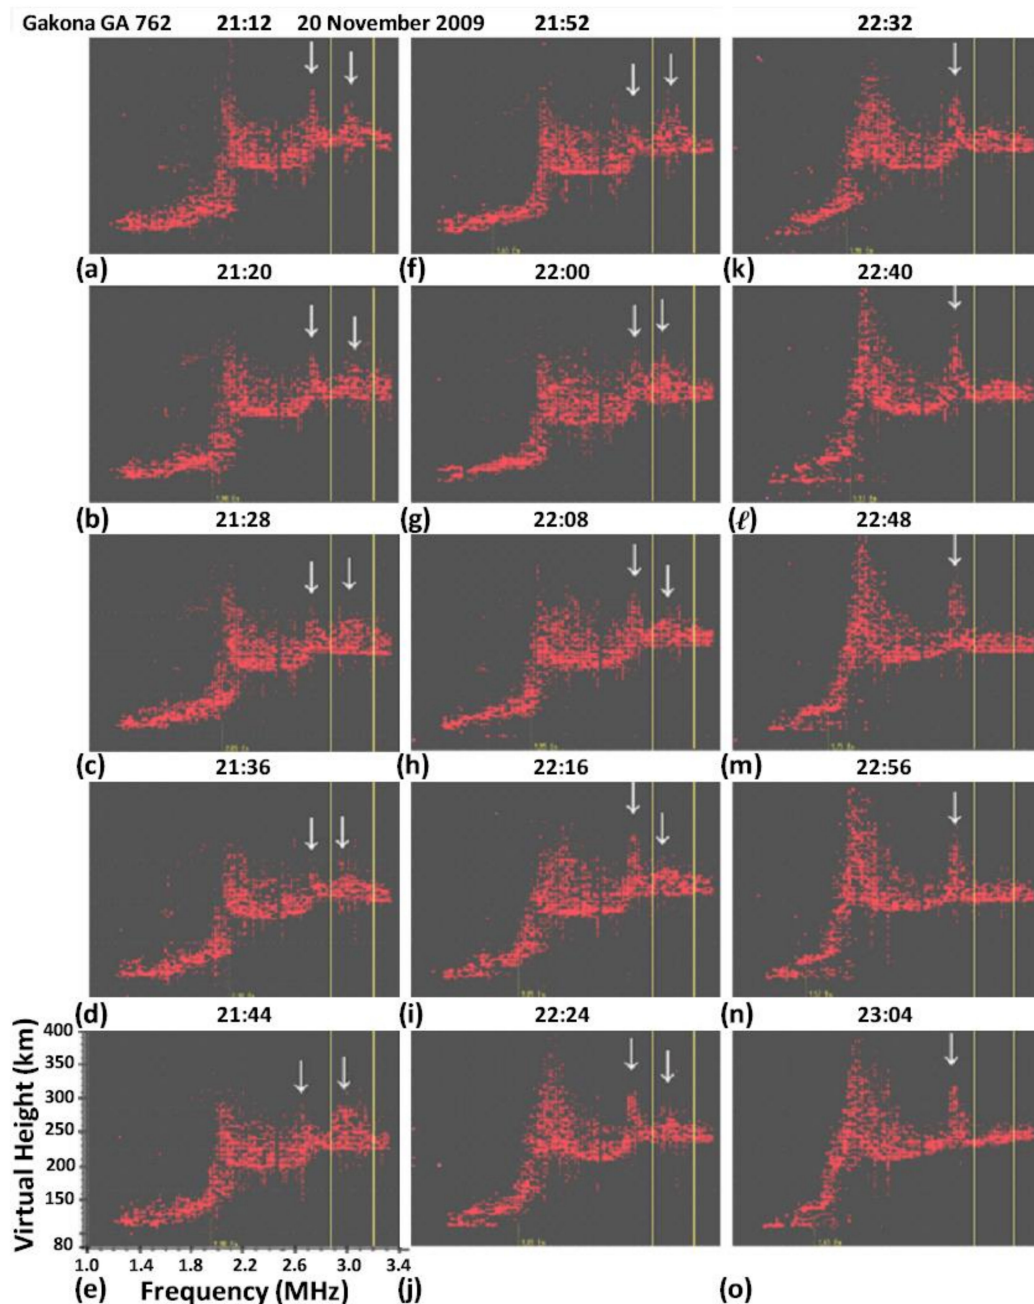 Gakona GA 762 21:12 20 November 2009 21:52 22:32
(a) 21:20 (f) 22:00 (k) 22:40
(b) 21:28 (g) 22:08 (ℓ) 22:48
(c) 21:36 (h) 22:16 (m) 22:56
(d) 21:44 (i) 22:24 (n) 23:04
Virtual Height (km)
400
350
300
250
200
150
80
1.0 1.4 1.8 2.2 2.6 3.0 3.4
(e) Frequency (MHz) (j) (o)